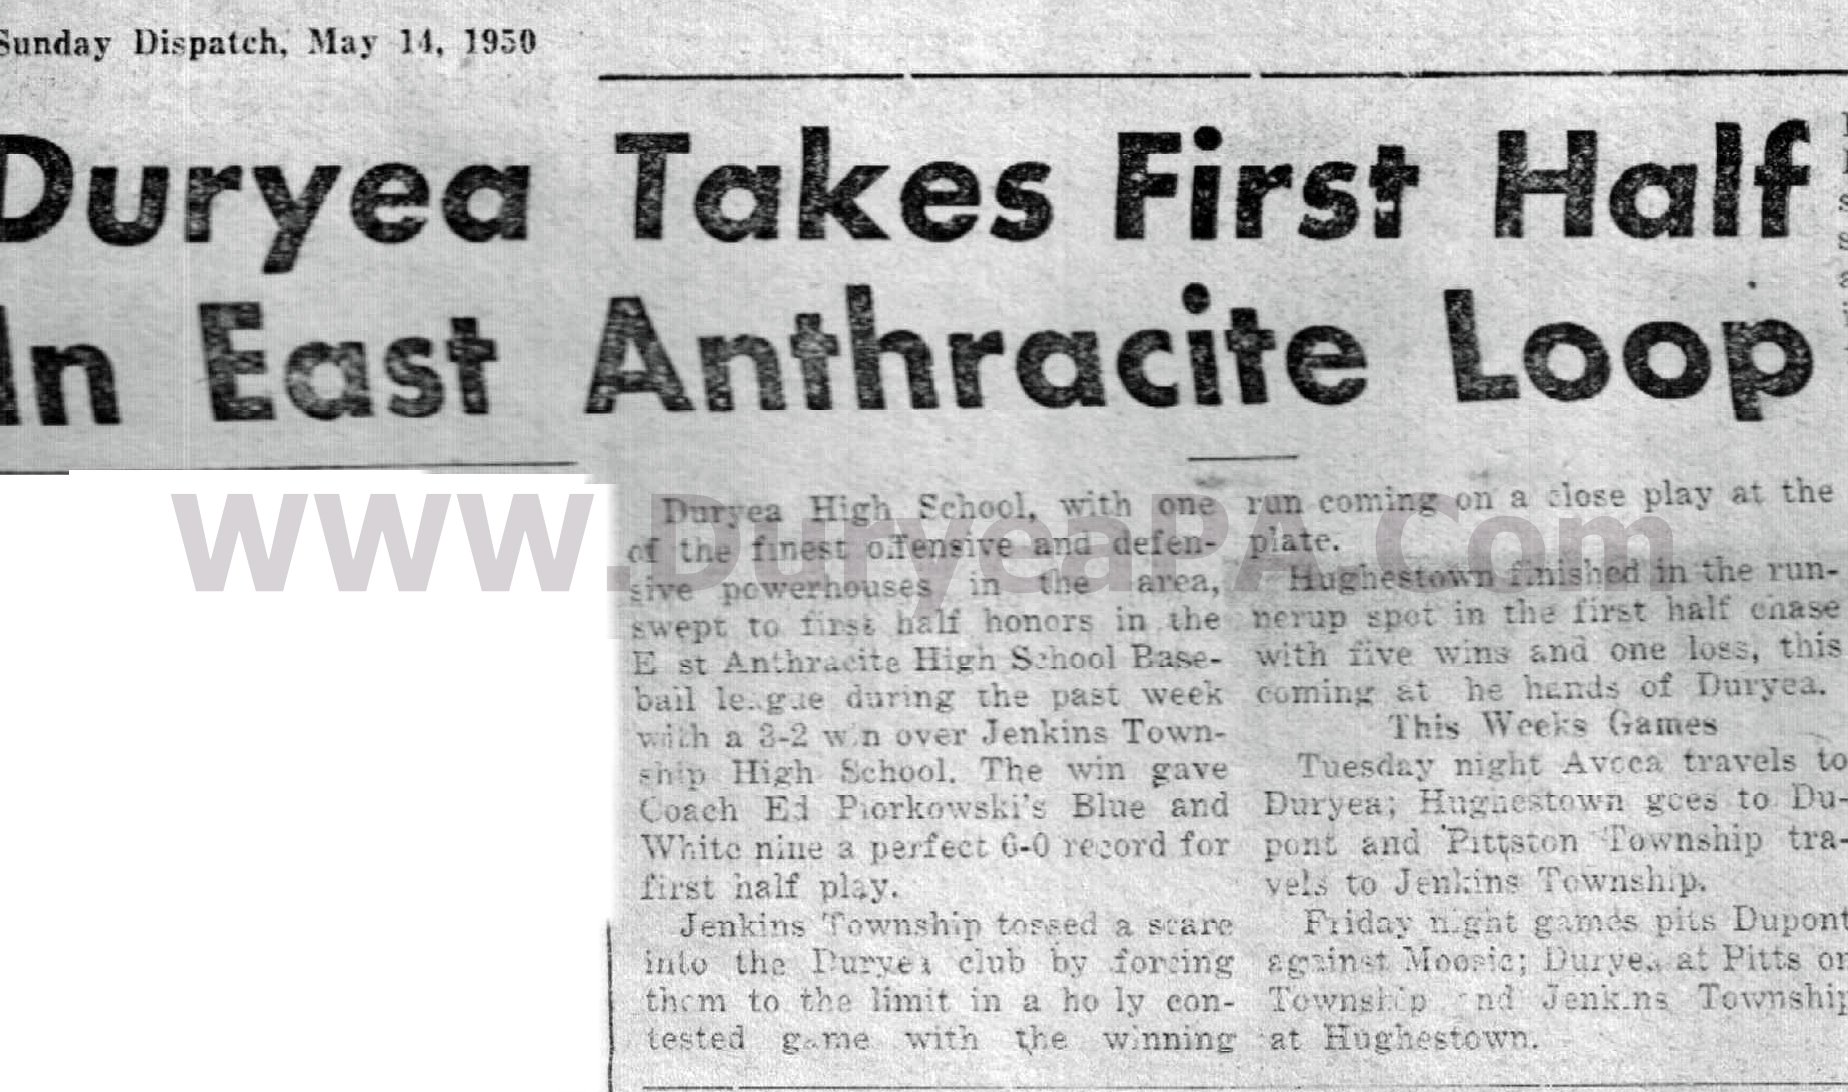 Sunday Dispatch, May 14, 1950
Duryea Takes First Half
In East Anthracite Loop
WWW.DuryeaPA.Com
Duryea High School, with one
of the finest offensive and defen-
sive powerhouses in the area,
swept to first half honors in the
E st Anthracite High School Base-
ball league during the past week
with a 3-2 win over Jenkins Town-
ship High School. The win gave
Coach Ed Piorkowski's Blue and
White nine a perfect 6-0 record for
first half play.
Jenkins Township tossed a scare
into the Duryea club by forcing
them to the limit in a ho ly con-
tested game with the winning
run coming on a close play at the
plate.
Hughestown finished in the run-
nerup spot in the first half chase
with five wins and one loss, this
coming at he hands of Duryea.
This Weeks Games
Tuesday night Avoca travels to
Duryea; Hughestown goes to Du-
pont and Pittston Township tra-
vels to Jenkins Township.
Friday night games pits Dupont
against Moosic; Duryea at Pitts on
Township and Jenkins Township
at Hughestown.